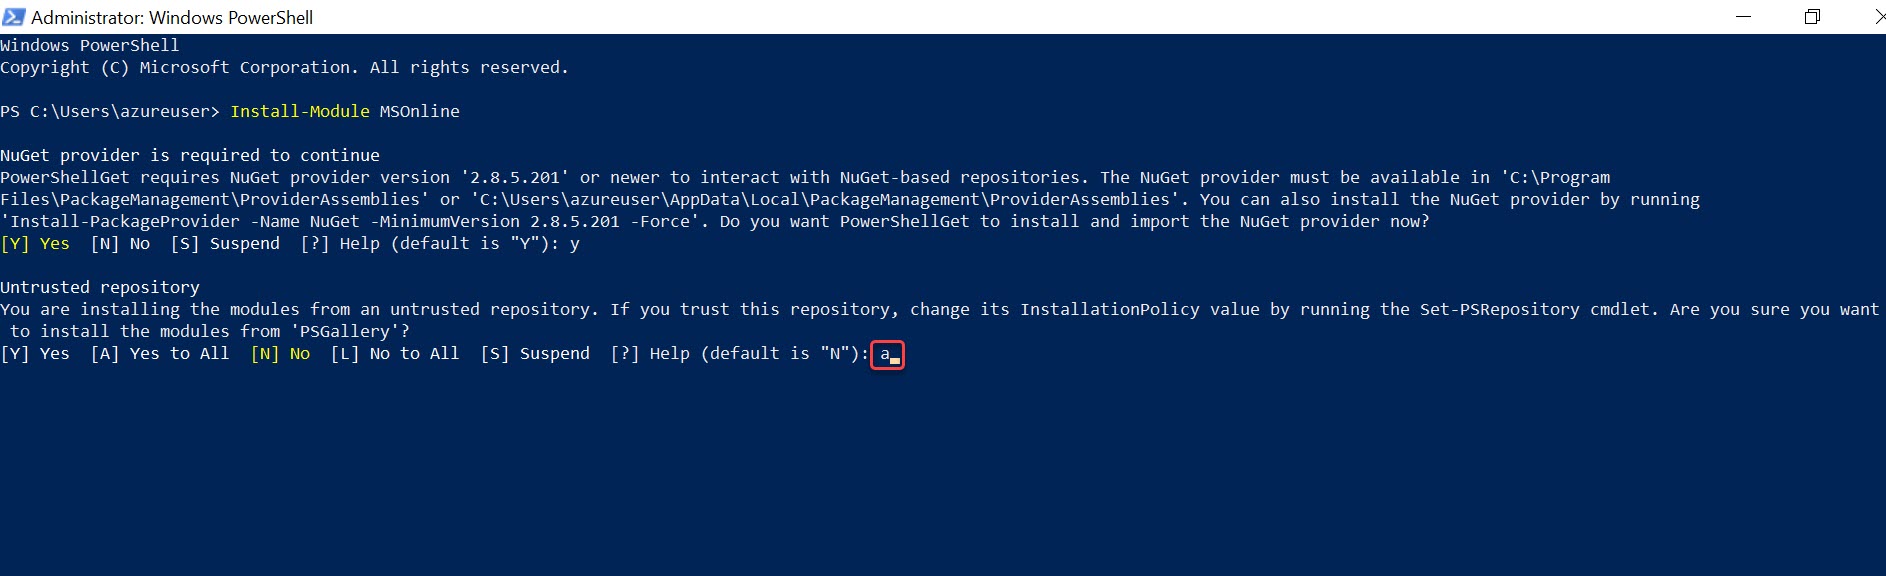 Administrator: Windows PowerShell
Windows PowerShell
Copyright (C) Microsoft Corporation. All rights reserved.
PS C:\Users\azureuser> Install-Module MSOnline
NuGet provider is required to continue
PowerShellGet requires NuGet provider version '2.8.5.201' or newer to interact with NuGet-based repositories. The NuGet provider must be available in 'C:\Program
Files\PackageManagement\ProviderAssemblies' or 'C:\Users\azureuser\AppData\Local\PackageManagement\ProviderAssemblies'. You can also install the NuGet provider by running
'Install-PackageProvider -Name NuGet -MinimumVersion 2.8.5.201 -Force'. Do you want PowerShellGet to install and import the NuGet provider now?
[Y] Yes  [N] No  [S] Suspend  [?] Help (default is "Y"): y
Untrusted repository
You are installing the modules from an untrusted repository. If you trust this repository, change its InstallationPolicy value by running the Set-PSRepository cmdlet. Are you sure you want
 to install the modules from 'PSGallery'?
[Y] Yes  [A] Yes to All  [N] No  [L] No to All  [S] Suspend  [?] Help (default is "N"): a